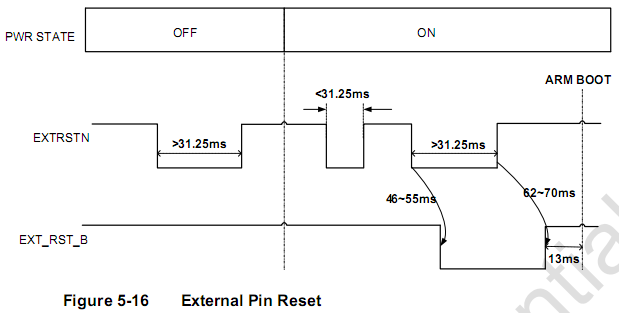 PWR STATE
OFF
ON
ARM BOOT
<31.25ms
EXTRSTN
>31.25ms
>31.25ms
46~55ms
62~70ms
EXT_RST_B
13ms
Figure 5-16 External Pin Reset